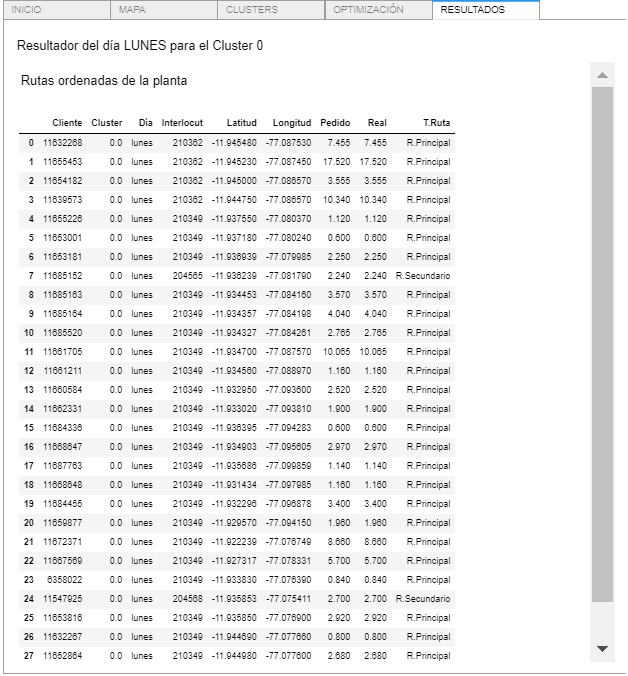 INICIO MAPA CLUSTERS OPTIMIZACIÓN RESULTADOS
Resultador del día LUNES para el Cluster 0
Rutas ordenadas de la planta
Cliente Cluster Día Interlocut Latitud Longitud Pedido Real T.Ruta
0 11632268 0.0 lunes 210362 -11.945480 -77.087530 7.455 7.455 R.Principal
1 11655453 0.0 lunes 210362 -11.945230 -77.087450 17.520 17.520 R.Principal
2 11654182 0.0 lunes 210362 -11.945000 -77.086570 3.555 3.555 R.Principal
3 11639573 0.0 lunes 210362 -11.944750 -77.086570 10.340 10.340 R.Principal
4 11655226 0.0 lunes 210349 -11.937550 -77.080370 1.120 1.120 R.Principal
5 11653001 0.0 lunes 210349 -11.937180 -77.080240 0.600 0.600 R.Principal
6 11653181 0.0 lunes 210349 -11.936939 -77.079985 2.250 2.250 R.Principal
7 11685152 0.0 lunes 204565 -11.936239 -77.081790 2.240 2.240 R.Secundario
8 11685163 0.0 lunes 210349 -11.934453 -77.084160 3.570 3.570 R.Principal
9 11685164 0.0 lunes 210349 -11.934357 -77.084198 4.040 4.040 R.Principal
10 11685520 0.0 lunes 210349 -11.934327 -77.084261 2.765 2.765 R.Principal
11 11661705 0.0 lunes 210349 -11.934700 -77.087570 10.065 10.065 R.Principal
12 11661211 0.0 lunes 210349 -11.934560 -77.088970 1.160 1.160 R.Principal
13 11660584 0.0 lunes 210349 -11.932950 -77.093600 2.520 2.520 R.Principal
14 11662331 0.0 lunes 210349 -11.933020 -77.093810 1.900 1.900 R.Principal
15 11684336 0.0 lunes 210349 -11.936395 -77.094283 0.600 0.600 R.Principal
16 11668647 0.0 lunes 210349 -11.934903 -77.095605 2.970 2.970 R.Principal
17 11687763 0.0 lunes 210349 -11.935686 -77.099859 1.140 1.140 R.Principal
18 11668648 0.0 lunes 210349 -11.931434 -77.097985 1.160 1.160 R.Principal
19 11684455 0.0 lunes 210349 -11.932296 -77.096878 3.400 3.400 R.Principal
20 11659877 0.0 lunes 210349 -11.929570 -77.094150 1.960 1.960 R.Principal
21 11672371 0.0 lunes 210349 -11.922239 -77.076749 8.660 8.660 R.Principal
22 11667569 0.0 lunes 210349 -11.927317 -77.078331 5.700 5.700 R.Principal
23 6358022 0.0 lunes 210349 -11.933830 -77.076390 0.840 0.840 R.Principal
24 11547925 0.0 lunes 204568 -11.935853 -77.075411 2.700 2.700 R.Secundario
25 11653816 0.0 lunes 210349 -11.935850 -77.076900 2.920 2.920 R.Principal
26 11632267 0.0 lunes 210349 -11.944690 -77.077660 0.800 0.800 R.Principal
27 11652864 0.0 lunes 210349 -11.944980 -77.077600 2.680 2.680 R.Principal